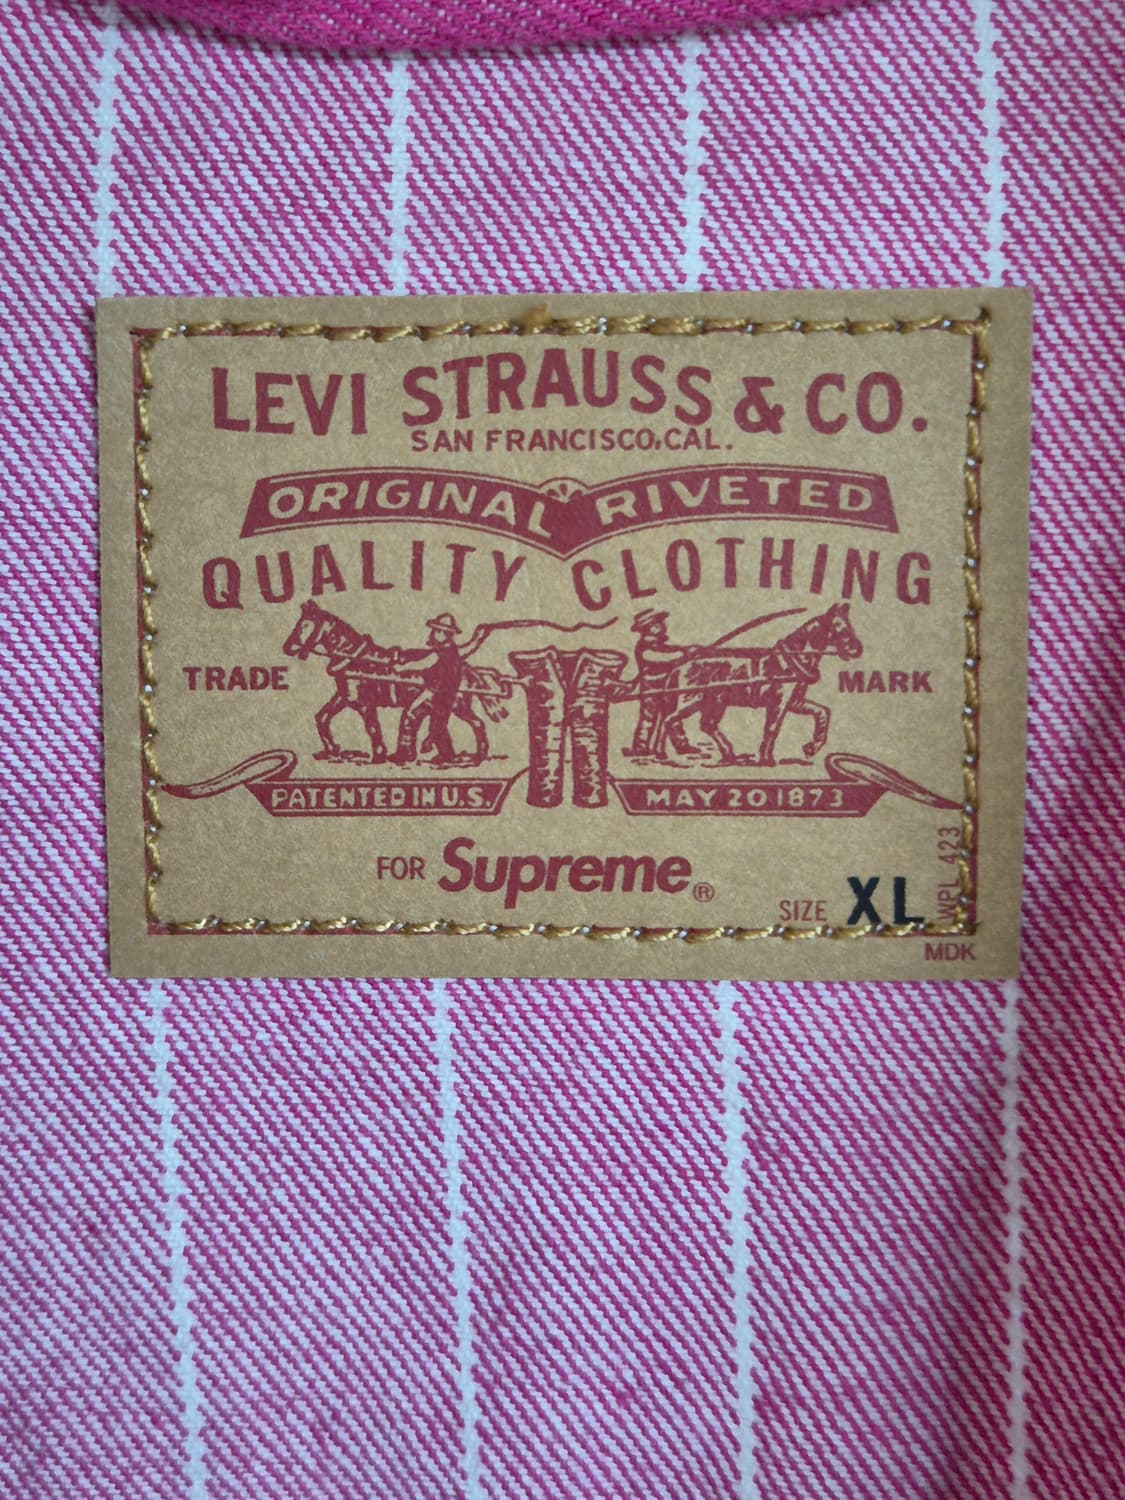 LEVI STRAUSS & CO.
SAN FRANCISCO, CAL.
ORIGINAL RIVETED
QUALITY CLOTHING
TRADE MARK
PATENTED IN U.S. MAY 20 1873
FOR Supreme®
SIZE XL
WPL 423
MDK